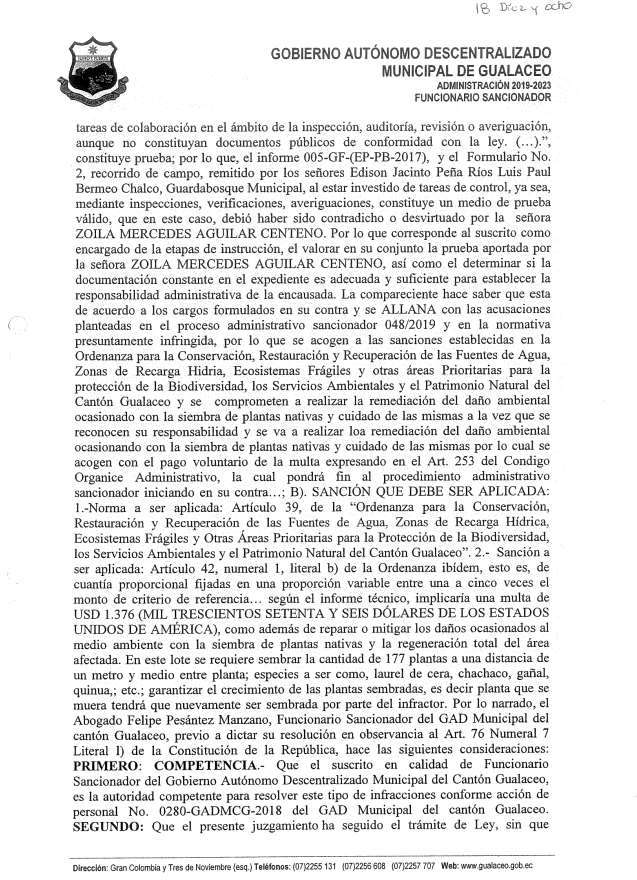 18 Diez y ocho
GOBIERNO AUTÓNOMO DESCENTRALIZADO
MUNICIPAL DE GUALACEO
ADMINISTRACIÓN 2019-2023
FUNCIONARIO SANCIONADOR
tareas de colaboración en el ámbito de la inspección, auditoría, revisión o averiguación,
aunque no constituyan documentos públicos de conformidad con la ley. (...).”,
constituye prueba; por lo que, el informe 005-GF-(EP-PB-2017), y el Formulario No.
2, recorrido de campo, remitido por los señores Edison Jacinto Peña Ríos Luis Paul
Bermeo Chalco, Guardabosque Municipal, al estar investido de tareas de control, ya sea,
mediante inspecciones, verificaciones, averiguaciones, constituye un medio de prueba
válido, que en este caso, debió haber sido contradicho o desvirtuado por la señora
ZOILA MERCEDES AGUILAR CENTENO. Por lo que corresponde al suscrito como
encargado de la etapas de instrucción, el valorar en su conjunto la prueba aportada por
la señora ZOILA MERCEDES AGUILAR CENTENO, así como el determinar si la
documentación constante en el expediente es adecuada y suficiente para establecer la
responsabilidad administrativa de la encausada. La compareciente hace saber que esta
de acuerdo a los cargos formulados en su contra y se ALLANA con las acusaciones
planteadas en el proceso administrativo sancionador 048/2019 y en la normativa
presuntamente infringida, por lo que se acogen a las sanciones establecidas en la
Ordenanza para la Conservación, Restauración y Recuperación de las Fuentes de Agua,
Zonas de Recarga Hidria, Ecosistemas Frágiles y otras áreas Prioritarias para la
protección de la Biodiversidad, los Servicios Ambientales y el Patrimonio Natural del
Cantón Gualaceo y se comprometen a realizar la remediación del daño ambiental
ocasionado con la siembra de plantas nativas y cuidado de las mismas a la vez que se
reconocen su responsabilidad y se va a realizar loa remediación del daño ambiental
ocasionando con la siembra de plantas nativas y cuidado de las mismas por lo cual se
acogen con el pago voluntario de la multa expresando en el Art. 253 del Condigo
Organice Administrativo, la cual pondrá fin al procedimiento administrativo
sancionador iniciando en su contra...; B). SANCIÓN QUE DEBE SER APLICADA:
1.-Norma a ser aplicada: Artículo 39, de la “Ordenanza para la Conservación,
Restauración y Recuperación de las Fuentes de Agua, Zonas de Recarga Hídrica,
Ecosistemas Frágiles y Otras Áreas Prioritarias para la Protección de la Biodiversidad,
los Servicios Ambientales y el Patrimonio Natural del Cantón Gualaceo”. 2.- Sanción a
ser aplicada: Artículo 42, numeral 1, literal b) de la Ordenanza ibídem, esto es, de
cuantía proporcional fijadas en una proporción variable entre una a cinco veces el
monto de criterio de referencia... según el informe técnico, implicaría una multa de
USD 1.376 (MIL TRESCIENTOS SETENTA Y SEIS DÓLARES DE LOS ESTADOS
UNIDOS DE AMÉRICA), como además de reparar o mitigar los daños ocasionados al
medio ambiente con la siembra de plantas nativas y la regeneración total del área
afectada. En este lote se requiere sembrar la cantidad de 177 plantas a una distancia de
un metro y medio entre planta; especies a ser como, laurel de cera, chachaco, gañal,
quinua,; etc.; garantizar el crecimiento de las plantas sembradas, es decir planta que se
muera tendrá que nuevamente ser sembrada por parte del infractor. Por lo narrado, el
Abogado Felipe Pesántez Manzano, Funcionario Sancionador del GAD Municipal del
cantón Gualaceo, previo a dictar su resolución en observancia al Art. 76 Numeral 7
Literal l) de la Constitución de la República, hace las siguientes consideraciones:
PRIMERO: COMPETENCIA.- Que el suscrito en calidad de Funcionario
Sancionador del Gobierno Autónomo Descentralizado Municipal del Cantón Gualaceo,
es la autoridad competente para resolver este tipo de infracciones conforme acción de
personal No. 0280-GADMCG-2018 del GAD Municipal del cantón Gualaceo.
SEGUNDO: Que el presente juzgamiento ha seguido el trámite de Ley, sin que
Dirección: Gran Colombia y Tres de Noviembre (esq.) Teléfonos: (07)2255 131 (07)2256 608 (07)2257 707 Web: www.gualaceo.gob.ec